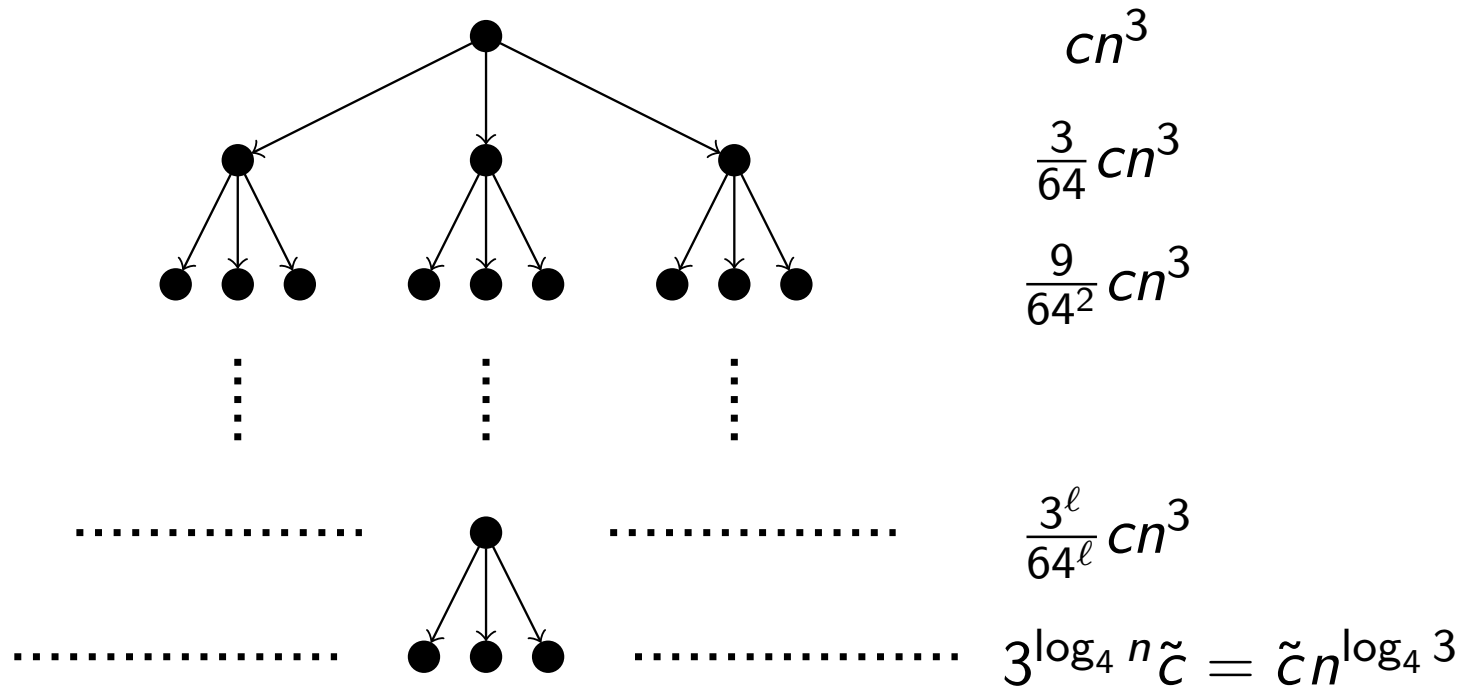 cn³
3/64 cn³
9/64² cn³
3^ℓ/64^ℓ cn³
3^{log₄ n} c̃ = c̃n^{log₄ 3}